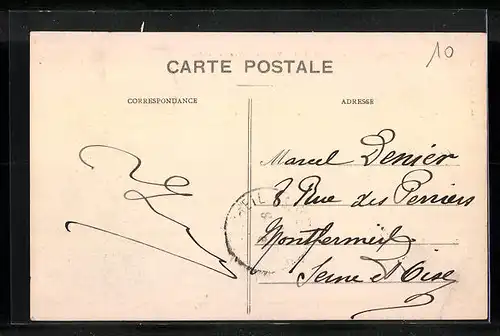 10
CARTE POSTALE
CORRESPONDANCE
ADRESSE
Marcel Denier
8 Rue des Perriers
Montfermeil
Seine et Oise